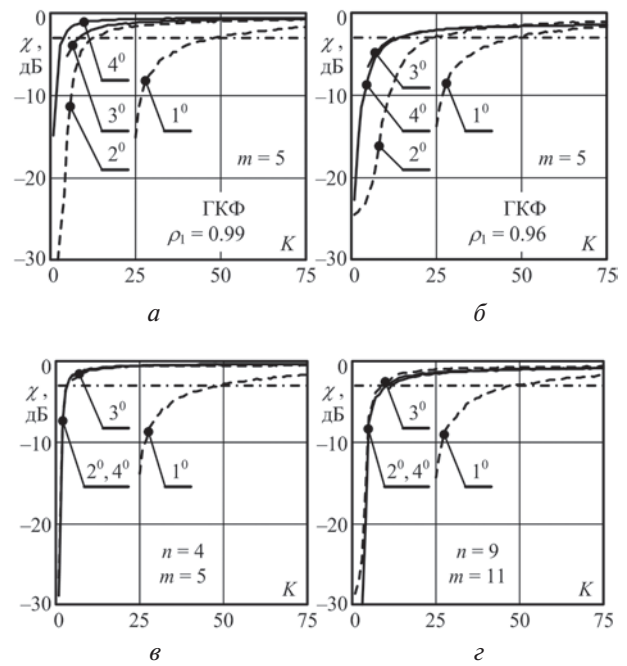 0
χ ,
дБ
–10
–20
–30
4⁰
3⁰
2⁰
1⁰
m = 5
ГКФ
ρ₁ = 0.99
K
0 25 50 75
а
0
χ ,
дБ
–10
–20
–30
3⁰
4⁰
2⁰
1⁰
m = 5
ГКФ
ρ₁ = 0.96
K
0 25 50 75
б
0
χ ,
дБ
–10
–20
–30
3⁰
2⁰, 4⁰
1⁰
n = 4
m = 5
K
0 25 50 75
в
0
χ ,
дБ
–10
–20
–30
3⁰
2⁰, 4⁰
1⁰
n = 9
m = 11
K
0 25 50 75
г